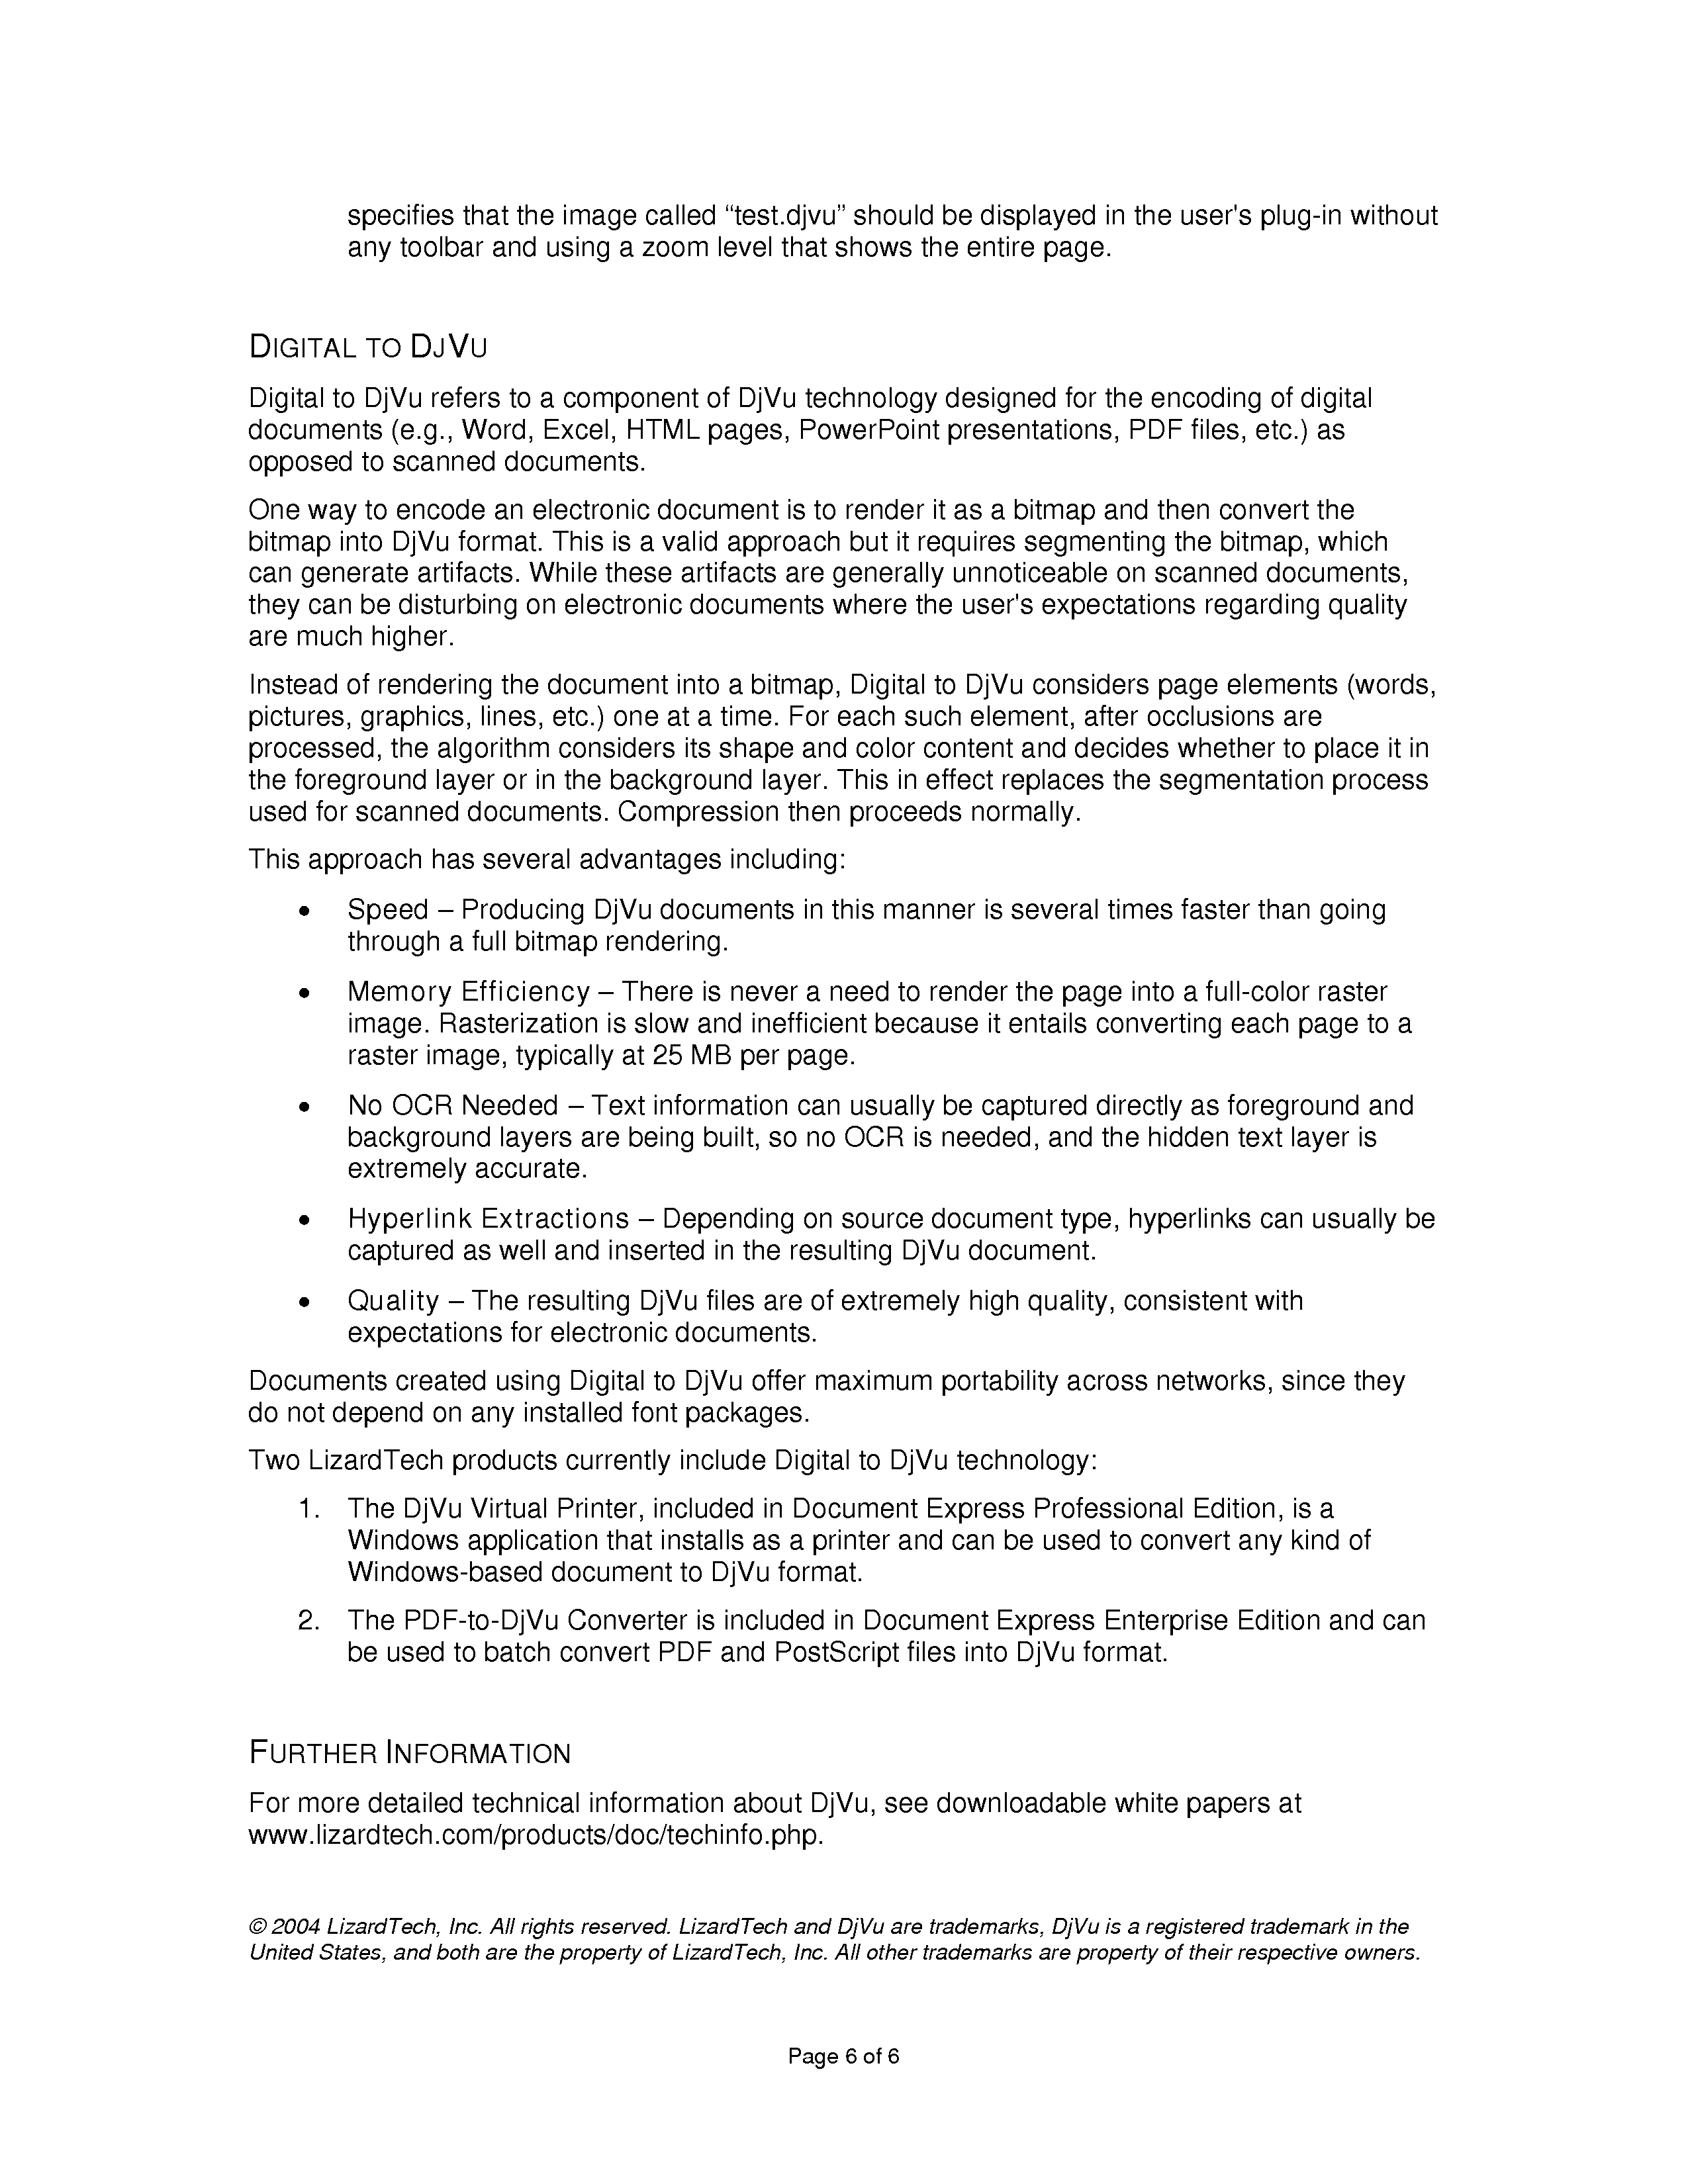 specifies that the image called “test.djvu” should be displayed in the user's plug-in without
any toolbar and using a zoom level that shows the entire page.
DIGITAL TO DJVU
Digital to DjVu refers to a component of DjVu technology designed for the encoding of digital
documents (e.g., Word, Excel, HTML pages, PowerPoint presentations, PDF files, etc.) as
opposed to scanned documents.
One way to encode an electronic document is to render it as a bitmap and then convert the
bitmap into DjVu format. This is a valid approach but it requires segmenting the bitmap, which
can generate artifacts. While these artifacts are generally unnoticeable on scanned documents,
they can be disturbing on electronic documents where the user's expectations regarding quality
are much higher.
Instead of rendering the document into a bitmap, Digital to DjVu considers page elements (words,
pictures, graphics, lines, etc.) one at a time. For each such element, after occlusions are
processed, the algorithm considers its shape and color content and decides whether to place it in
the foreground layer or in the background layer. This in effect replaces the segmentation process
used for scanned documents. Compression then proceeds normally.
This approach has several advantages including:
• Speed – Producing DjVu documents in this manner is several times faster than going
through a full bitmap rendering.
• Memory Efficiency – There is never a need to render the page into a full-color raster
image. Rasterization is slow and inefficient because it entails converting each page to a
raster image, typically at 25 MB per page.
• No OCR Needed – Text information can usually be captured directly as foreground and
background layers are being built, so no OCR is needed, and the hidden text layer is
extremely accurate.
• Hyperlink Extractions – Depending on source document type, hyperlinks can usually be
captured as well and inserted in the resulting DjVu document.
• Quality – The resulting DjVu files are of extremely high quality, consistent with
expectations for electronic documents.
Documents created using Digital to DjVu offer maximum portability across networks, since they
do not depend on any installed font packages.
Two LizardTech products currently include Digital to DjVu technology:
1. The DjVu Virtual Printer, included in Document Express Professional Edition, is a
Windows application that installs as a printer and can be used to convert any kind of
Windows-based document to DjVu format.
2. The PDF-to-DjVu Converter is included in Document Express Enterprise Edition and can
be used to batch convert PDF and PostScript files into DjVu format.
FURTHER INFORMATION
For more detailed technical information about DjVu, see downloadable white papers at
www.lizardtech.com/products/doc/techinfo.php.
© 2004 LizardTech, Inc. All rights reserved. LizardTech and DjVu are trademarks, DjVu is a registered trademark in the
United States, and both are the property of LizardTech, Inc. All other trademarks are property of their respective owners.
Page 6 of 6